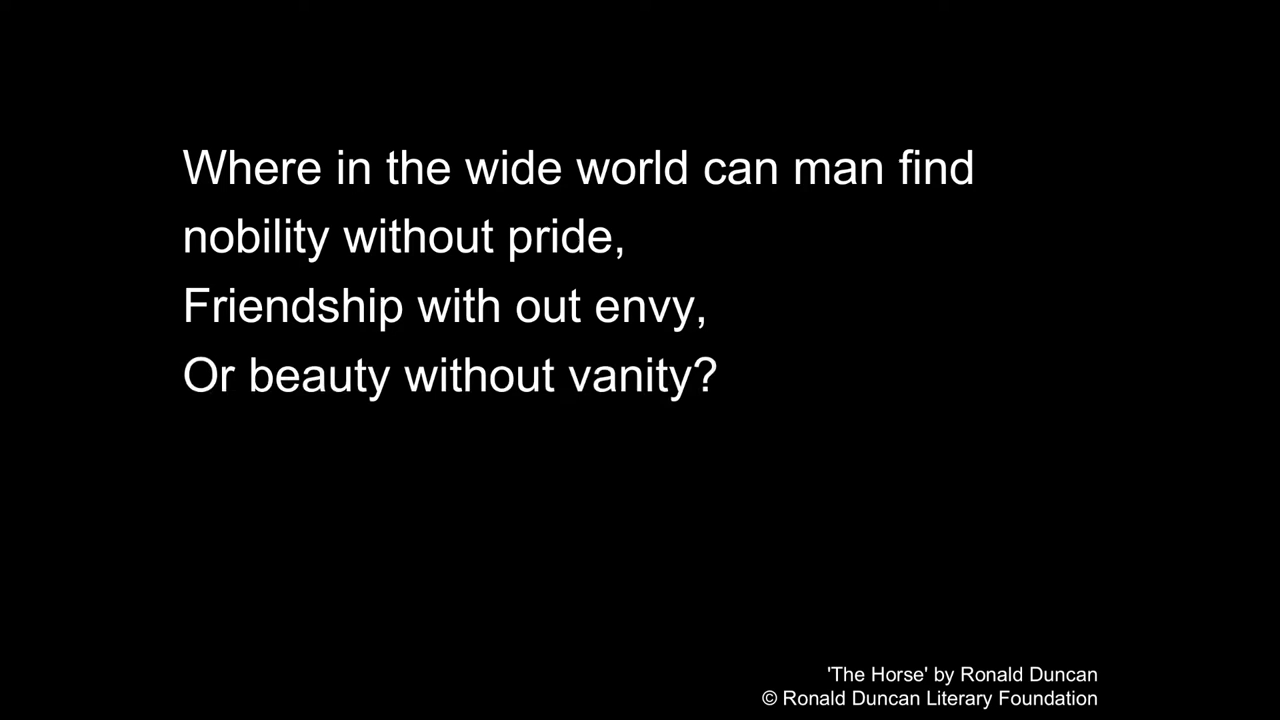 Where in the wide world can man find
nobility without pride,
Friendship with out envy,
Or beauty without vanity?
'The Horse' by Ronald Duncan
© Ronald Duncan Literary Foundation